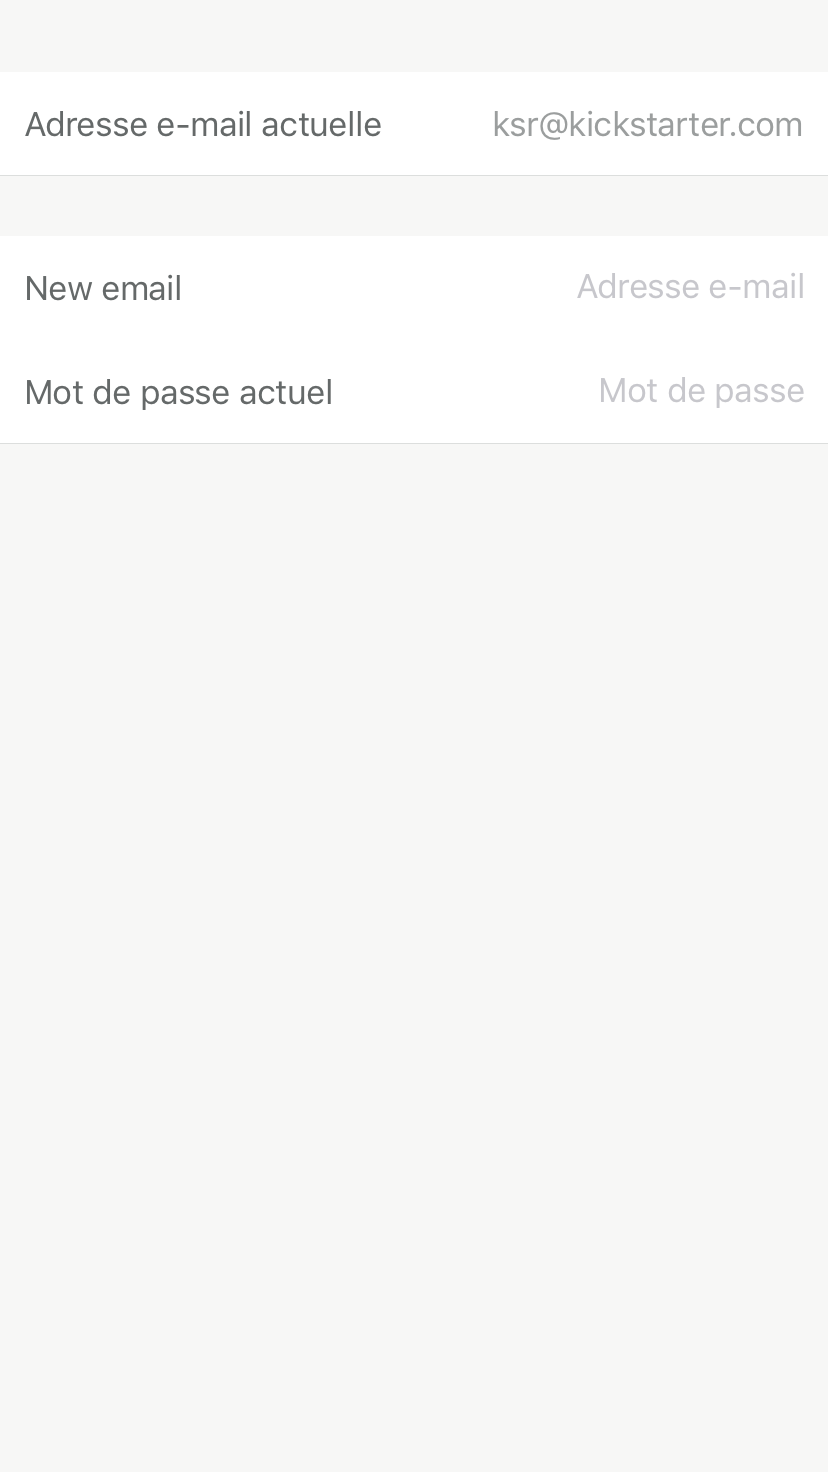 Adresse e-mail actuelle ksr@kickstarter.com
New email Adresse e-mail
Mot de passe actuel Mot de passe